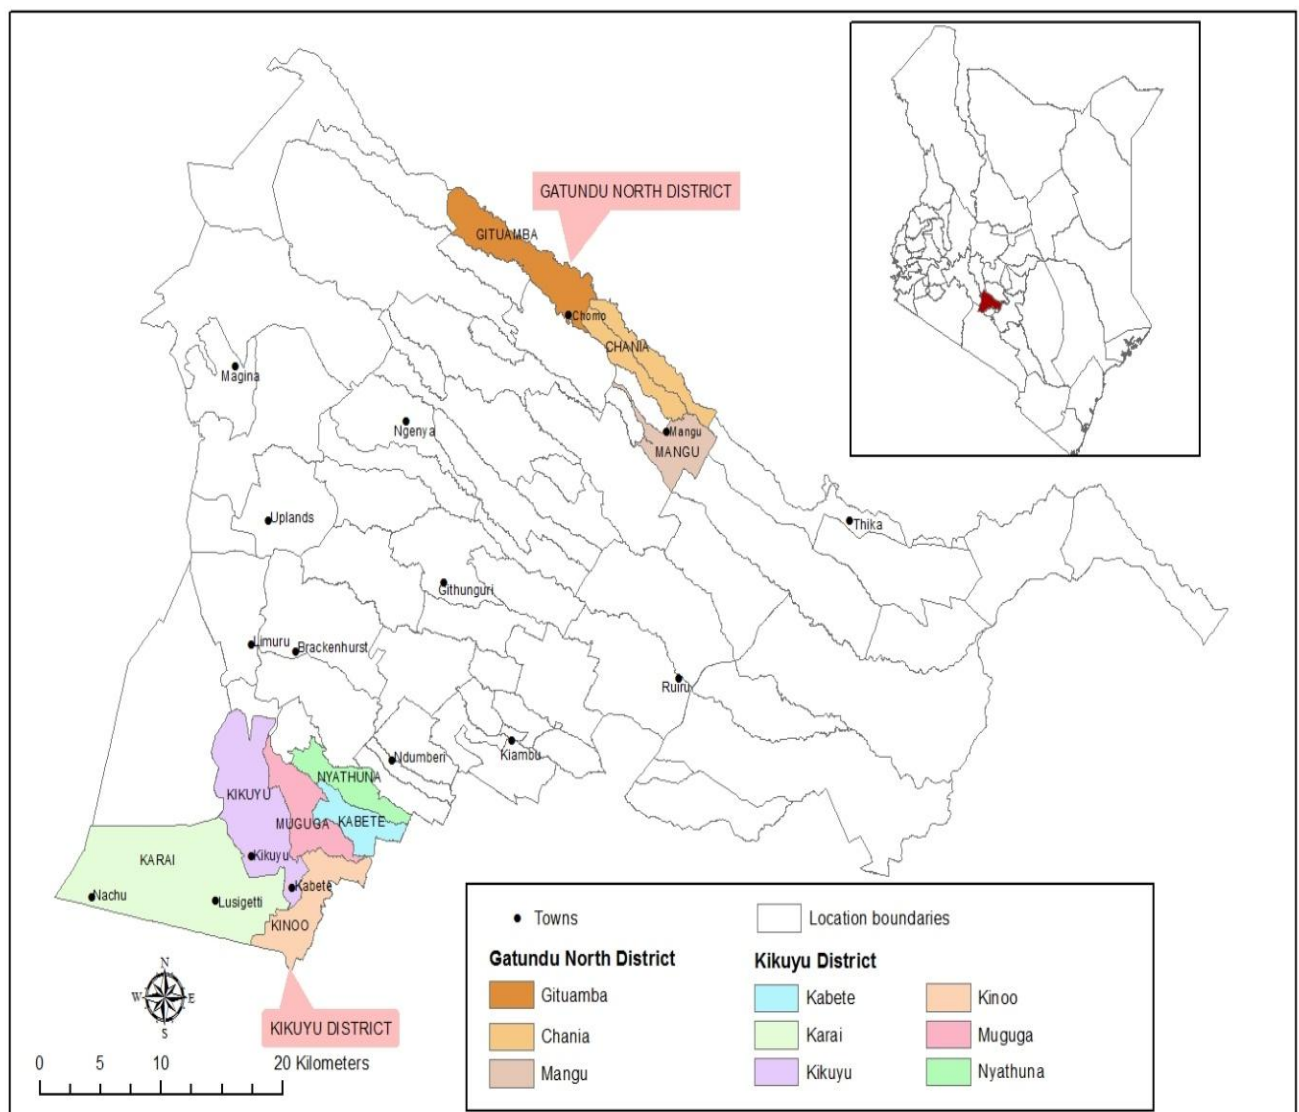 GATUNDU NORTH DISTRICT
GITUAMBA
Chomo
CHANIA
Magina
Ngenya
Mangu
MANGU
Uplands
Thika
Githunguri
Limuru
Brackenhurst
Ruiru
Kiambu
Ndumberi
NYATHUNA
KIKUYU
MUGUGA
KABETE
KARAI
Kikuyu
Nachu
Lusigetti
Kabete
KINOO
N
W E
S
KIKUYU DISTRICT
0 5 10 20 Kilometers
Towns
Location boundaries
Gatundu North District
Gituamba
Chania
Mangu
Kikuyu District
Kabete
Karai
Kikuyu
Kinoo
Muguga
Nyathuna